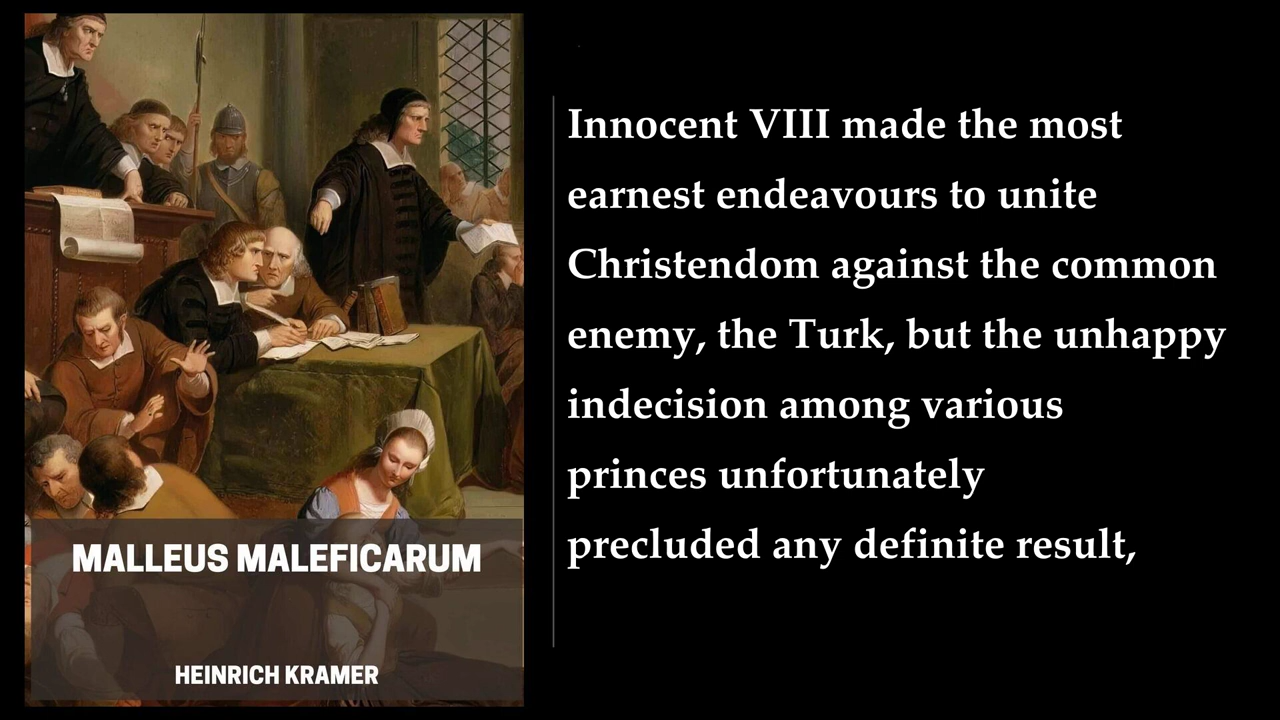 MALLEUS MALEFICARUM
HEINRICH KRAMER
Innocent VIII made the most
earnest endeavours to unite
Christendom against the common
enemy, the Turk, but the unhappy
indecision among various
princes unfortunately
precluded any definite result,